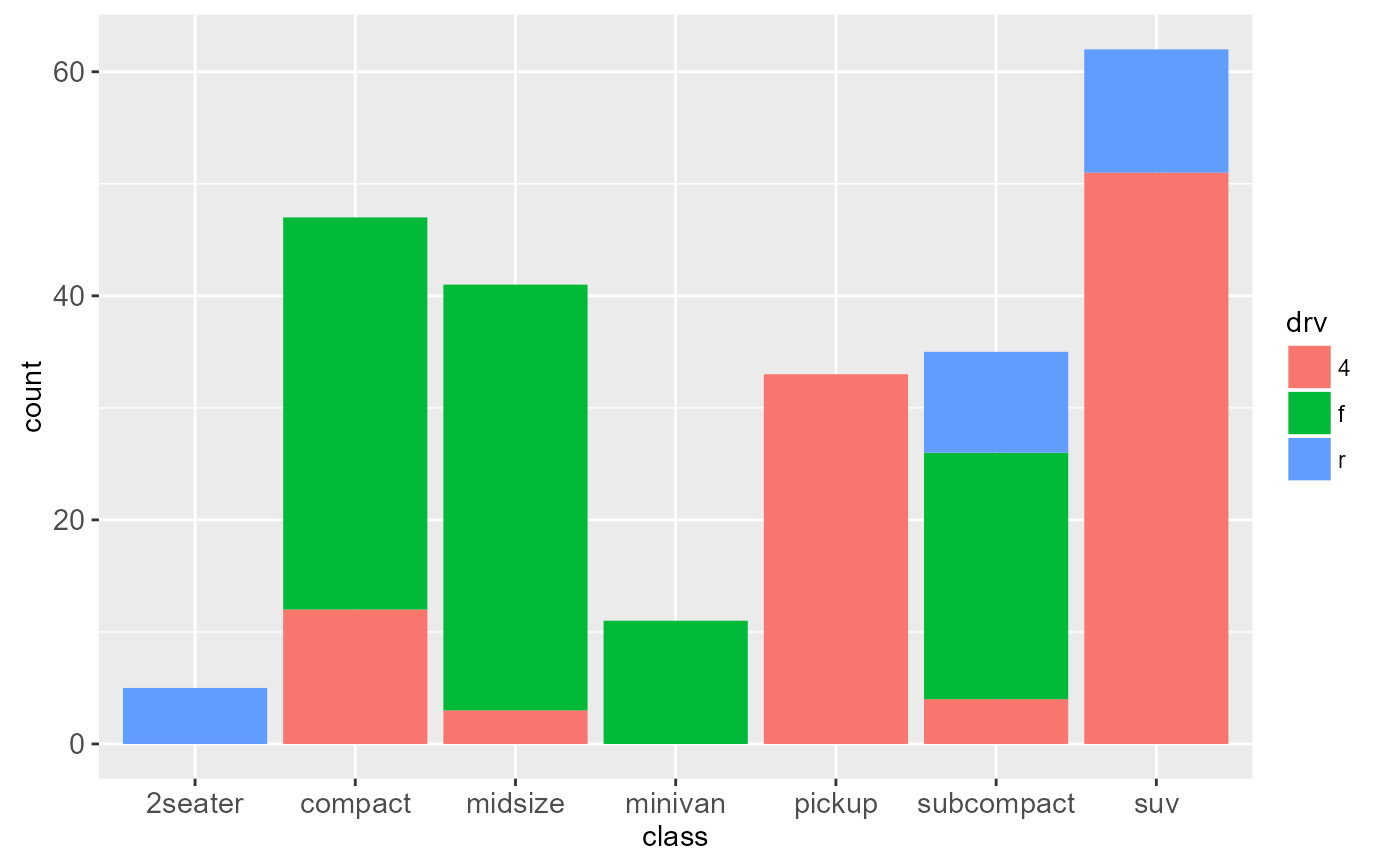 60
40
20
0
count
2seater compact midsize minivan pickup subcompact suv
class
drv
4
f
r